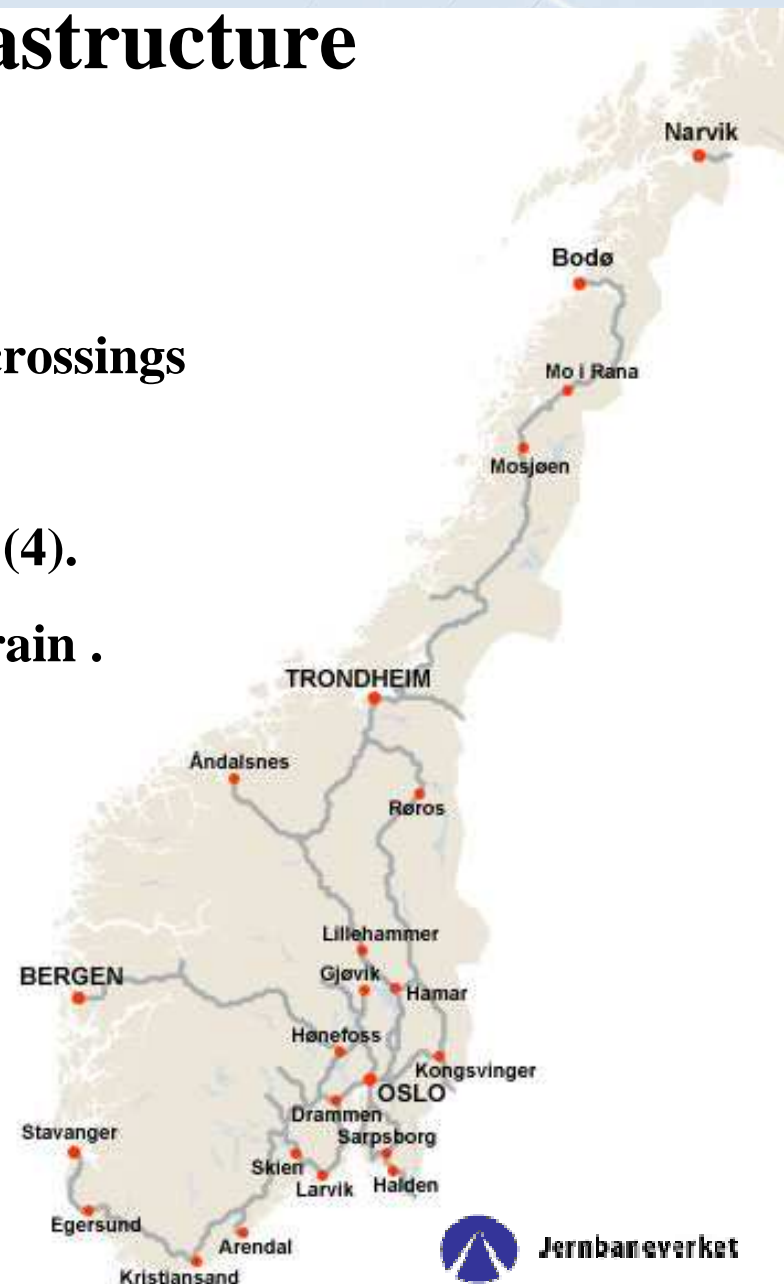 astructure
Narvik
Bodø
crossings
Mo i Rana
Mosjøen
(4).
rain .
TRONDHEIM
Åndalsnes
Røros
Lillehammer
BERGEN
Gjøvik
Hamar
Hønefoss
Kongsvinger
OSLO
Drammen
Stavanger
Sarpsborg
Skien
Larvik
Halden
Egersund
Arendal
Jernbaneverket
Kristiansand